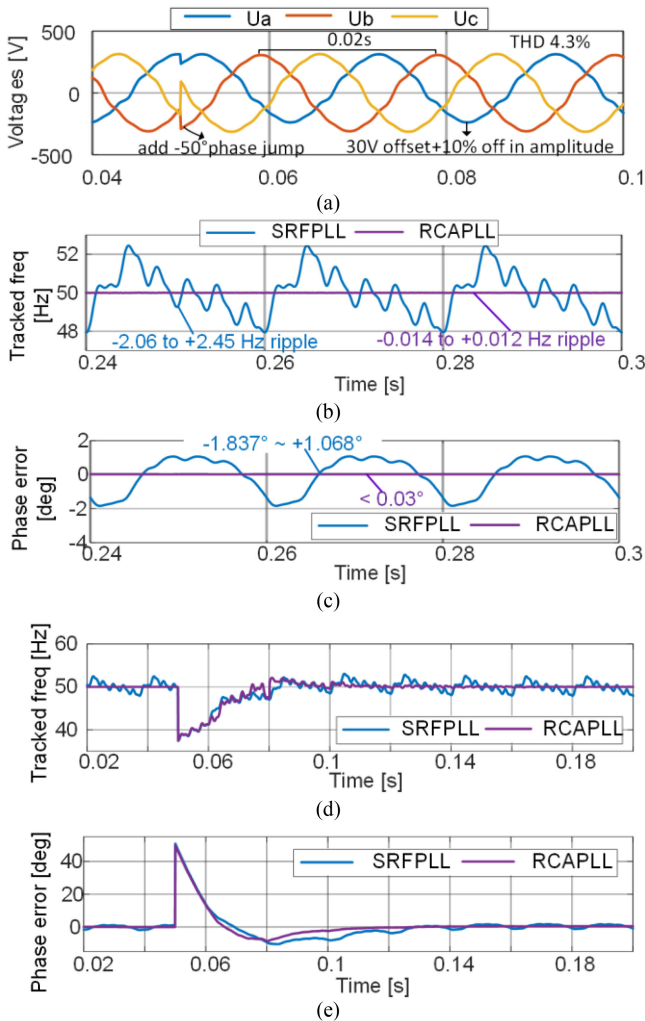 Ua Ub Uc
500
0.02s
THD 4.3%
Voltages [V]
0
add -50°phase jump
30V offset+10% off in amplitude
-500
0.04 0.06 0.08 0.1
(a)
SRFPLL RCAPLL
52
Tracked freq
[Hz]
50
48
-2.06 to +2.45 Hz ripple
-0.014 to +0.012 Hz ripple
0.24 0.26 0.28 0.3
Time [s]
(b)
2
-1.837° ~ +1.068°
Phase error
[deg]
0
< 0.03°
-2
SRFPLL RCAPLL
-4
0.24 0.26 0.28 0.3
Time [s]
(c)
60
Tracked freq [Hz]
50
40
SRFPLL RCAPLL
0.02 0.06 0.1 0.14 0.18
Time [s]
(d)
Phase error [deg]
40
SRFPLL RCAPLL
20
0
0.02 0.06 0.1 0.14 0.18
Time [s]
(e)